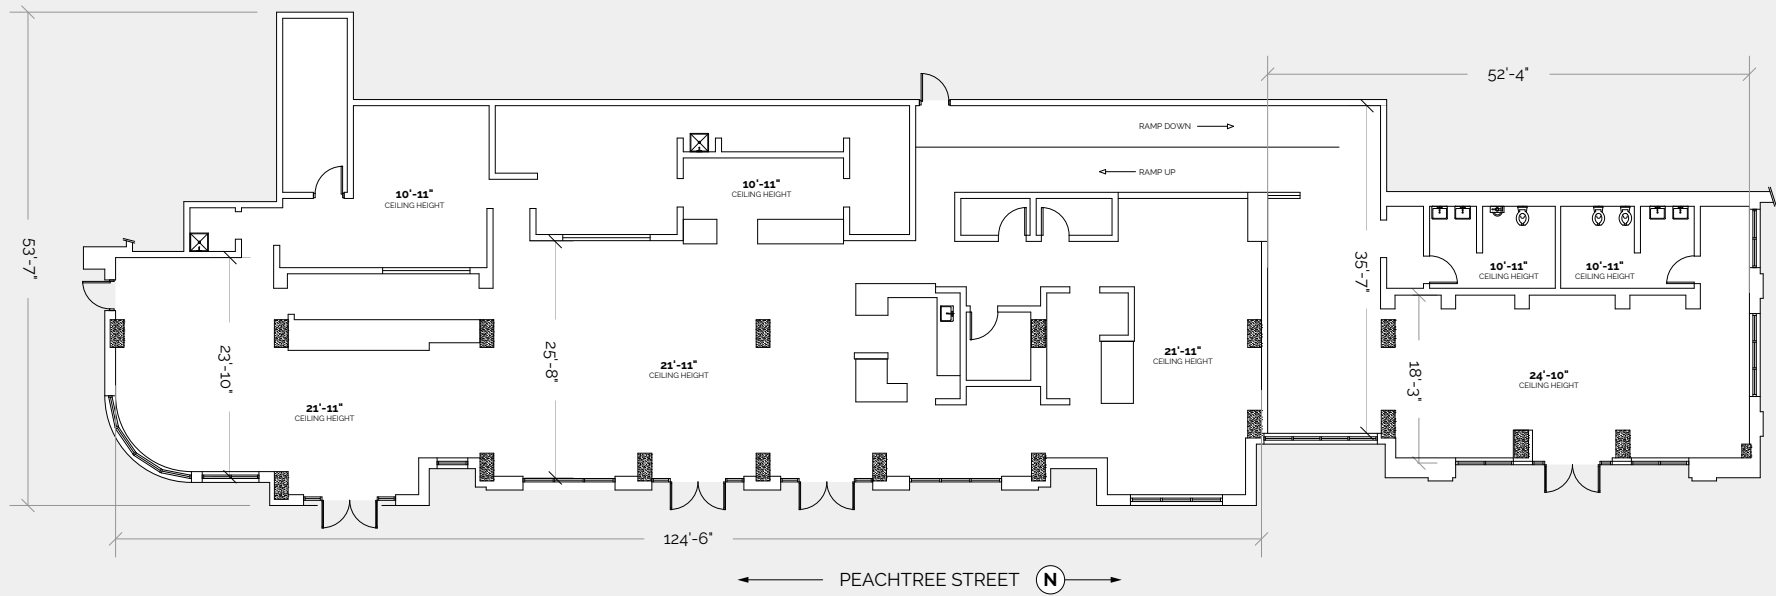 52'-4"
RAMP DOWN
RAMP UP
10'-11"
CEILING HEIGHT
10'-11"
CEILING HEIGHT
53'-7"
35'-7"
10'-11"
CEILING HEIGHT
10'-11"
CEILING HEIGHT
23'-10"
25'-8"
21'-11"
CEILING HEIGHT
21'-11"
CEILING HEIGHT
18'-3"
24'-10"
CEILING HEIGHT
21'-11"
CEILING HEIGHT
124'-6"
PEACHTREE STREET N